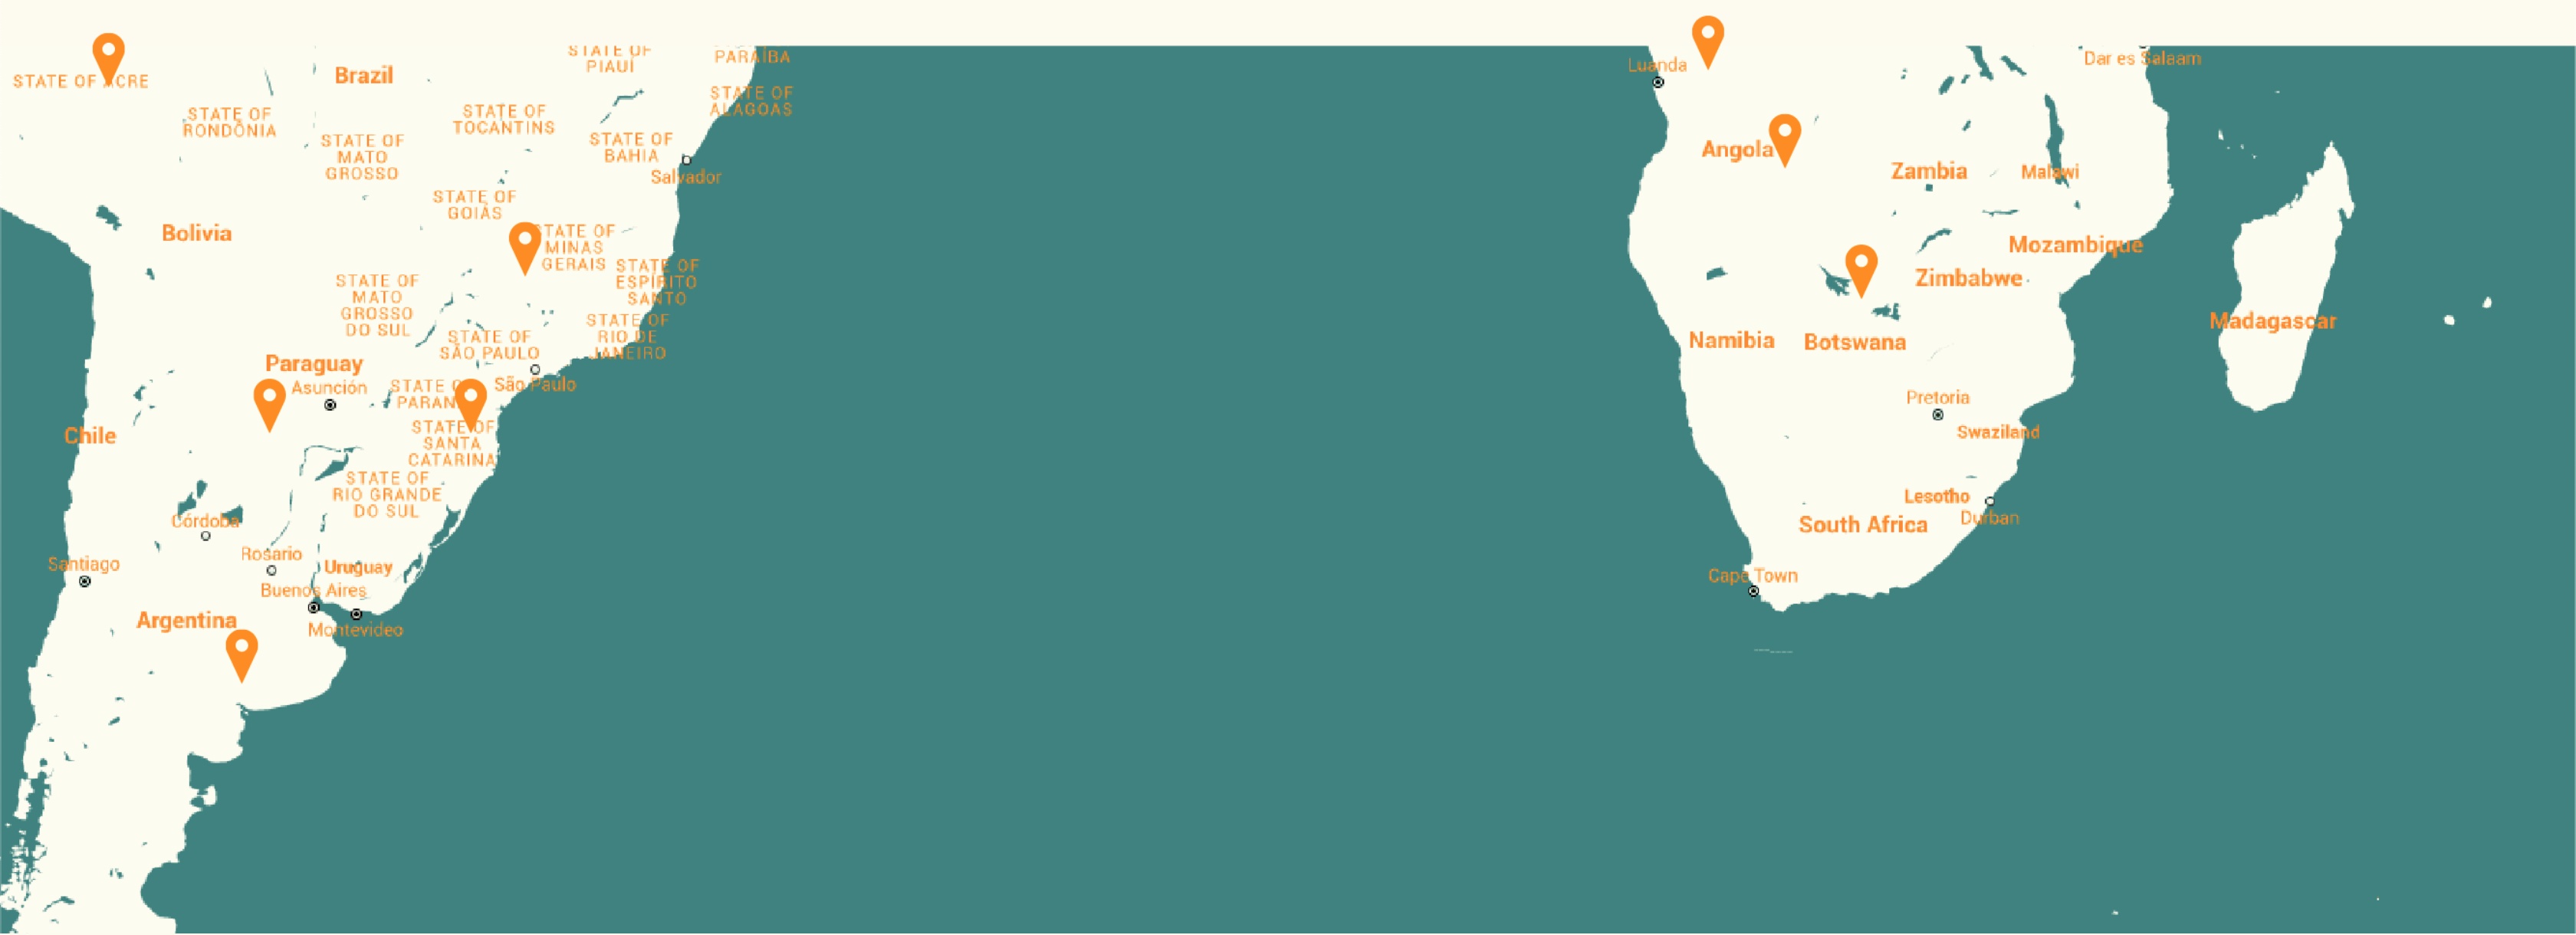 STATE OF
PIAUÍ
PARAÍBA
STATE OF ACRE
Brazil
STATE OF
ALAGOAS
STATE OF
RONDÔNIA
STATE OF
TOCANTINS
STATE OF
MATO
GROSSO
STATE OF
BAHIA
Salvador
STATE OF
GOIÁS
Bolivia
STATE OF
MINAS
GERAIS
STATE OF
ESPÍRITO
SANTO
STATE OF
MATO
GROSSO
DO SUL
STATE OF
RIO DE
JANEIRO
STATE OF
SÃO PAULO
Paraguay
Asunción
STATE OF
PARAN
São Paulo
Chile
STATE OF
SANTA
CATARINA
STATE OF
RIO GRANDE
DO SUL
Córdoba
Rosario
Santiago
Uruguay
Buenos Aires
Argentina
Montevideo
Luanda
Dar es Salaam
Angola
Zambia
Malawi
Mozambique
Zimbabwe
Madagascar
Namibia
Botswana
Pretoria
Swaziland
Lesotho
Durban
South Africa
Cape Town